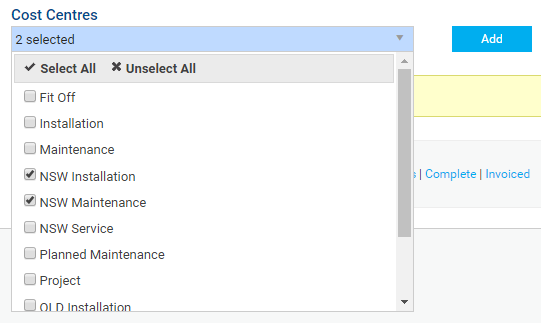 Cost Centres
2 selected
Add
Select All Unselect All
Fit Off
Installation
Maintenance
NSW Installation
s | Complete | Invoiced
NSW Maintenance
NSW Service
Planned Maintenance
Project
QLD Installation